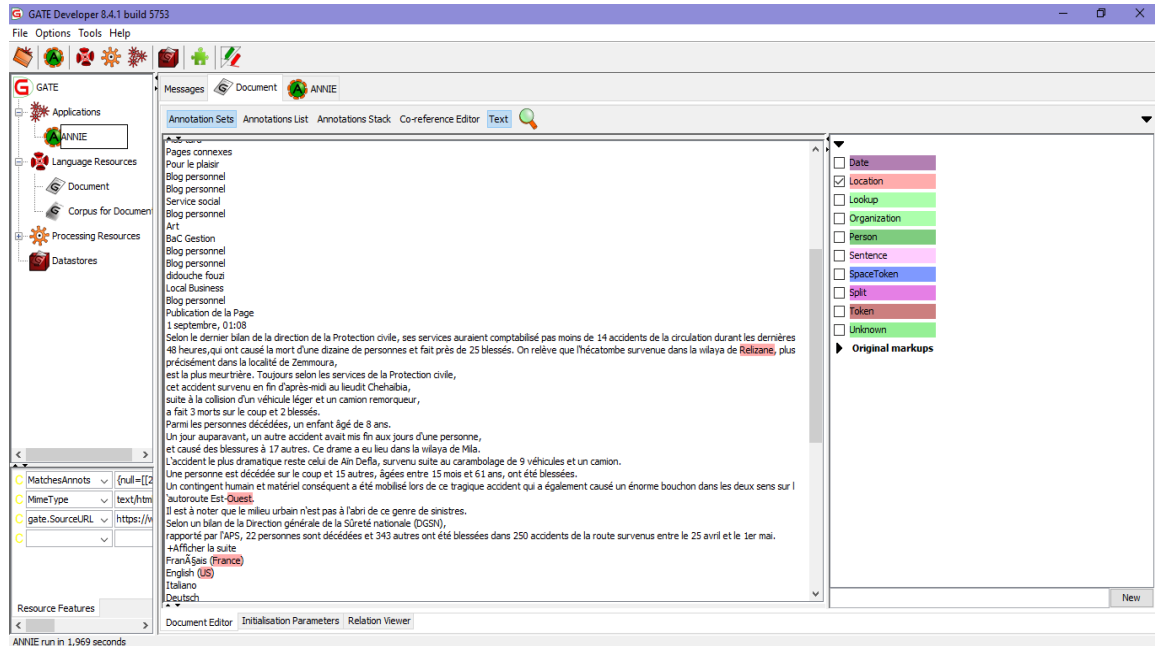 GATE Developer 8.4.1 build 5753
File Options Tools Help
GATE
Applications
ANNIE
Language Resources
Document
Corpus for Documen
Processing Resources
Datastores
Messages Document ANNIE
Annotation Sets Annotations List Annotations Stack Co-reference Editor Text
Pages connexes
Pour le plaisir
Blog personnel
Blog personnel
Service social
Blog personnel
Art
BaC Gestion
Blog personnel
Blog personnel
didouche fouzi
Local Business
Blog personnel
Publication de la Page
1 septembre, 01:08
Selon le dernier bilan de la direction de la Protection civile, ses services auraient comptabilisé pas moins de 14 accidents de la circulation durant les dernières
48 heures,qui ont causé la mort d'une dizaine de personnes et fait près de 25 blessés. On relève que l'hécatombe survenue dans la wilaya de Relizane, plus
précisément dans la localité de Zemmoura,
est la plus meurtrière. Toujours selon les services de la Protection civile,
cet accident survenu en fin d'après-midi au lieudit Chehaïbia,
suite à la collision d'un véhicule léger et un camion remorqueur,
a fait 3 morts sur le coup et 2 blessés.
Parmi les personnes décédées, un enfant âgé de 8 ans.
Un jour auparavant, un autre accident avait mis fin aux jours d'une personne,
et causé des blessures à 17 autres. Ce drame a eu lieu dans la wilaya de Mila.
L'accident le plus dramatique reste celui de Aïn Defla, survenu suite au carambolage de 9 véhicules et un camion.
Une personne est décédée sur le coup et 15 autres, âgées entre 15 mois et 61 ans, ont été blessées.
Un contingent humain et matériel conséquent a été mobilisé lors de ce tragique accident qui a également causé un énorme bouchon dans les deux sens sur l
'autoroute Est-Ouest.
Il est à noter que le milieu urbain n'est pas à l'abri de ce genre de sinistres.
Selon un bilan de la Direction générale de la Sûreté nationale (DGSN),
rapporté par l'APS, 22 personnes sont décédées et 343 autres ont été blessées dans 250 accidents de la route survenus entre le 25 avril et le 1er mai.
+Afficher la suite
FranÃ§ais (France)
English (US)
Italiano
Deutsch
Date
Location
Lookup
Organization
Person
Sentence
SpaceToken
Split
Token
Unknown
Original markups
New
MatchesAnnots {null=[[2
MimeType text/htm
gate.SourceURL https://w
Resource Features
Document Editor Initialisation Parameters Relation Viewer
ANNIE run in 1,969 seconds